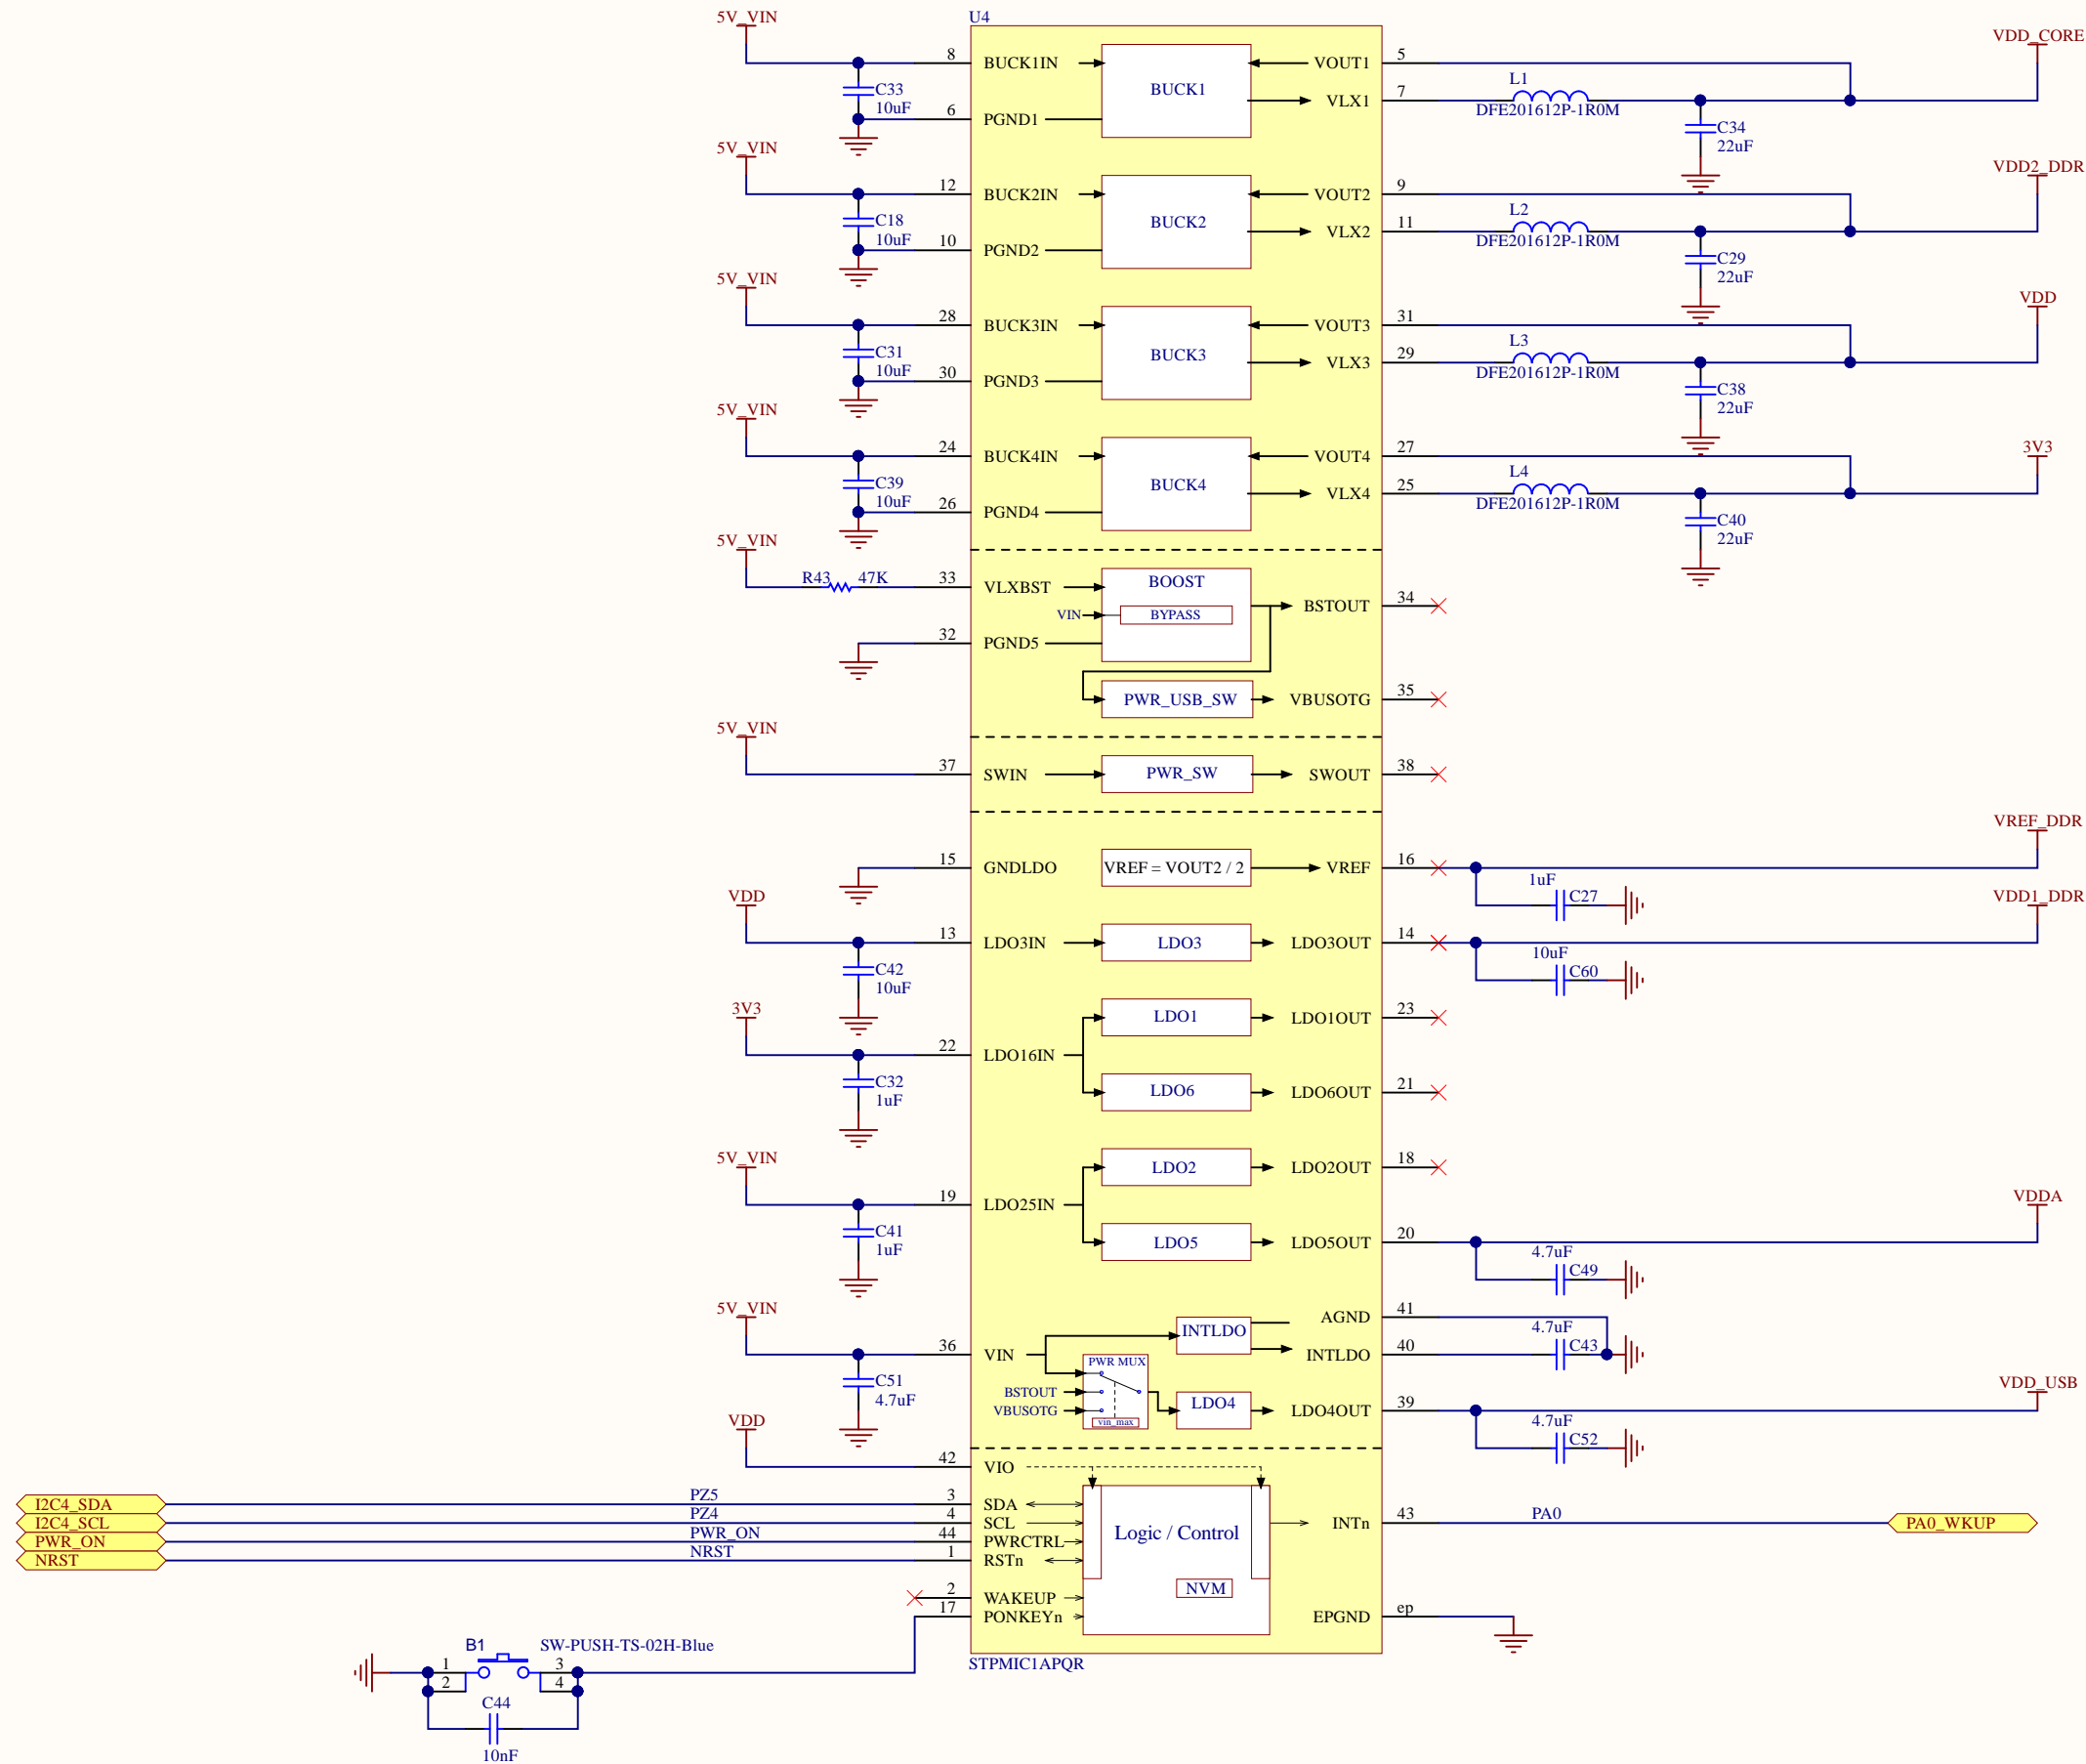 U4
5V_VIN
8 BUCK1IN BUCK1 VOUT1 5 VDD_CORE
C33
10uF
6 PGND1 VLX1 7 L1
DFE201612P-1R0M
C34
22uF
5V_VIN
12 BUCK2IN BUCK2 VOUT2 9 VDD2_DDR
C18
10uF
10 PGND2 VLX2 11 L2
DFE201612P-1R0M
C29
22uF
5V_VIN
28 BUCK3IN BUCK3 VOUT3 31 VDD
C31
10uF
30 PGND3 VLX3 29 L3
DFE201612P-1R0M
C38
22uF
5V_VIN
24 BUCK4IN BUCK4 VOUT4 27 3V3
C39
10uF
26 PGND4 VLX4 25 L4
DFE201612P-1R0M
C40
22uF
5V_VIN
R43 47K 33 VLXBST BOOST
VIN BYPASS BSTOUT 34
32 PGND5
PWR_USB_SW VBUSOTG 35
5V_VIN
37 SWIN PWR_SW SWOUT 38
15 GNDLDO VREF = VOUT2 / 2 VREF 16 VREF_DDR
1uF
C27
VDD
13 LDO3IN LDO3 LDO3OUT 14 VDD1_DDR
C42
10uF
10uF
C60
3V3
LDO1 LDO1OUT 23
22 LDO16IN
C32
1uF
LDO6 LDO6OUT 21
5V_VIN
LDO2 LDO2OUT 18
19 LDO25IN
C41
1uF
LDO5 LDO5OUT 20 VDDA
4.7uF
C49
5V_VIN
AGND 41
INTLDO
4.7uF
36 VIN INTLDO 40 C43
PWR MUX
C51
4.7uF
BSTOUT
VBUSOTG
vin_max
LDO4 LDO4OUT 39 VDD_USB
4.7uF
C52
VDD
42 VIO
I2C4_SDA PZ5 3 SDA
I2C4_SCL PZ4 4 SCL
PWR_ON PWR_ON 44 PWRCTRL
NRST NRST 1 RSTn
Logic / Control
INTn 43 PA0 PA0_WKUP
NVM
2 WAKEUP
17 PONKEYn
EPGND ep
STPMIC1APQR
B1 SW-PUSH-TS-02H-Blue
1 3
2 4
C44
10nF